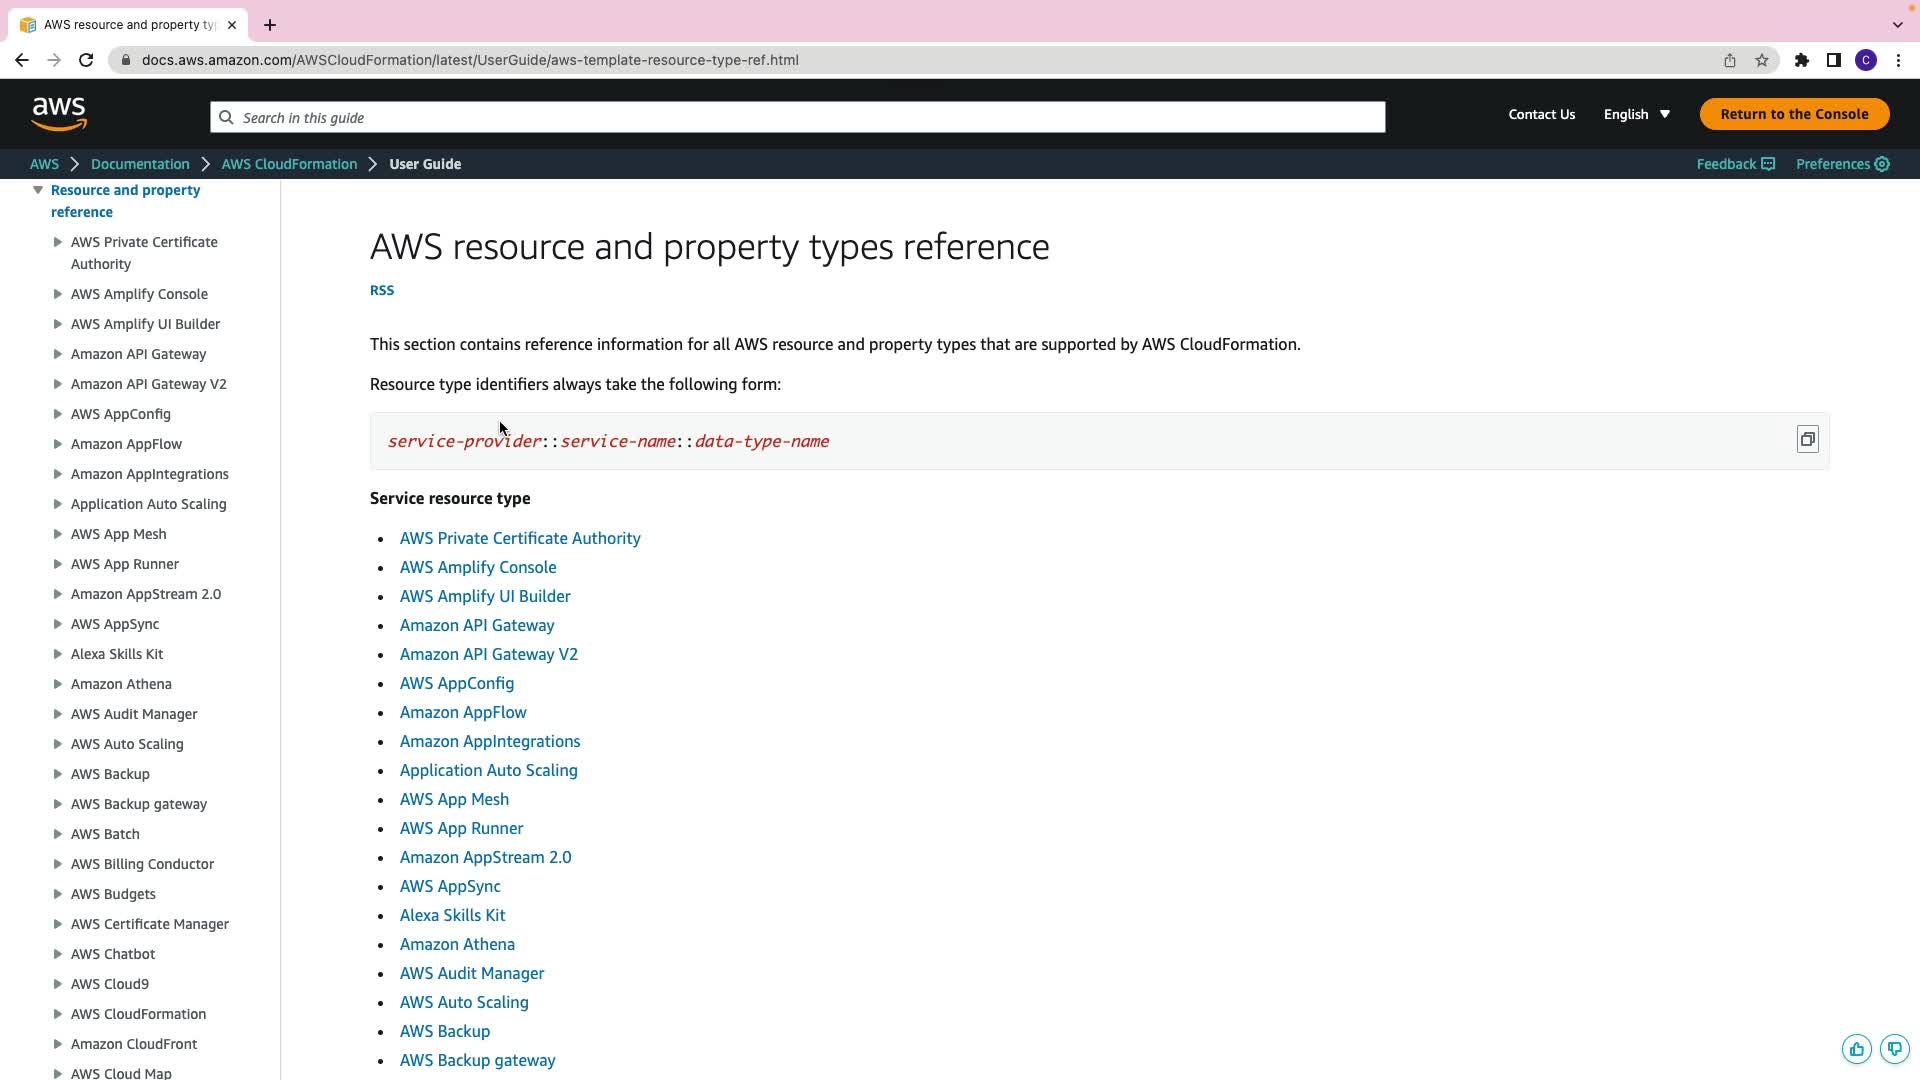 AWS resource and property typ
docs.aws.amazon.com/AWSCloudFormation/latest/UserGuide/aws-template-resource-type-ref.html
C
aws
Search in this guide
Contact Us
English
Return to the Console
AWS
Documentation
AWS CloudFormation
User Guide
Feedback
Preferences
Resource and property
reference
AWS Private Certificate
Authority
AWS Amplify Console
AWS Amplify UI Builder
Amazon API Gateway
Amazon API Gateway V2
AWS AppConfig
Amazon AppFlow
Amazon AppIntegrations
Application Auto Scaling
AWS App Mesh
AWS App Runner
Amazon AppStream 2.0
AWS AppSync
Alexa Skills Kit
Amazon Athena
AWS Audit Manager
AWS Auto Scaling
AWS Backup
AWS Backup gateway
AWS Batch
AWS Billing Conductor
AWS Budgets
AWS Certificate Manager
AWS Chatbot
AWS Cloud9
AWS CloudFormation
Amazon CloudFront
AWS Cloud Map
AWS resource and property types reference
RSS
This section contains reference information for all AWS resource and property types that are supported by AWS CloudFormation.
Resource type identifiers always take the following form:
service-provider::service-name::data-type-name
Service resource type
AWS Private Certificate Authority
AWS Amplify Console
AWS Amplify UI Builder
Amazon API Gateway
Amazon API Gateway V2
AWS AppConfig
Amazon AppFlow
Amazon AppIntegrations
Application Auto Scaling
AWS App Mesh
AWS App Runner
Amazon AppStream 2.0
AWS AppSync
Alexa Skills Kit
Amazon Athena
AWS Audit Manager
AWS Auto Scaling
AWS Backup
AWS Backup gateway